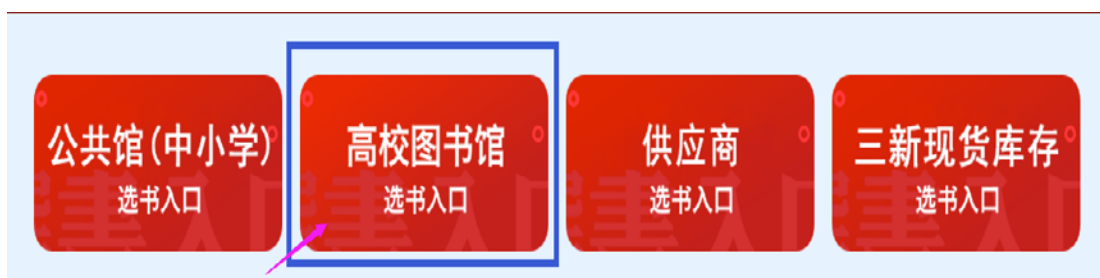 公共馆(中小学)
选书入口
高校图书馆
选书入口
供应商
选书入口
三新现货库存
选书入口